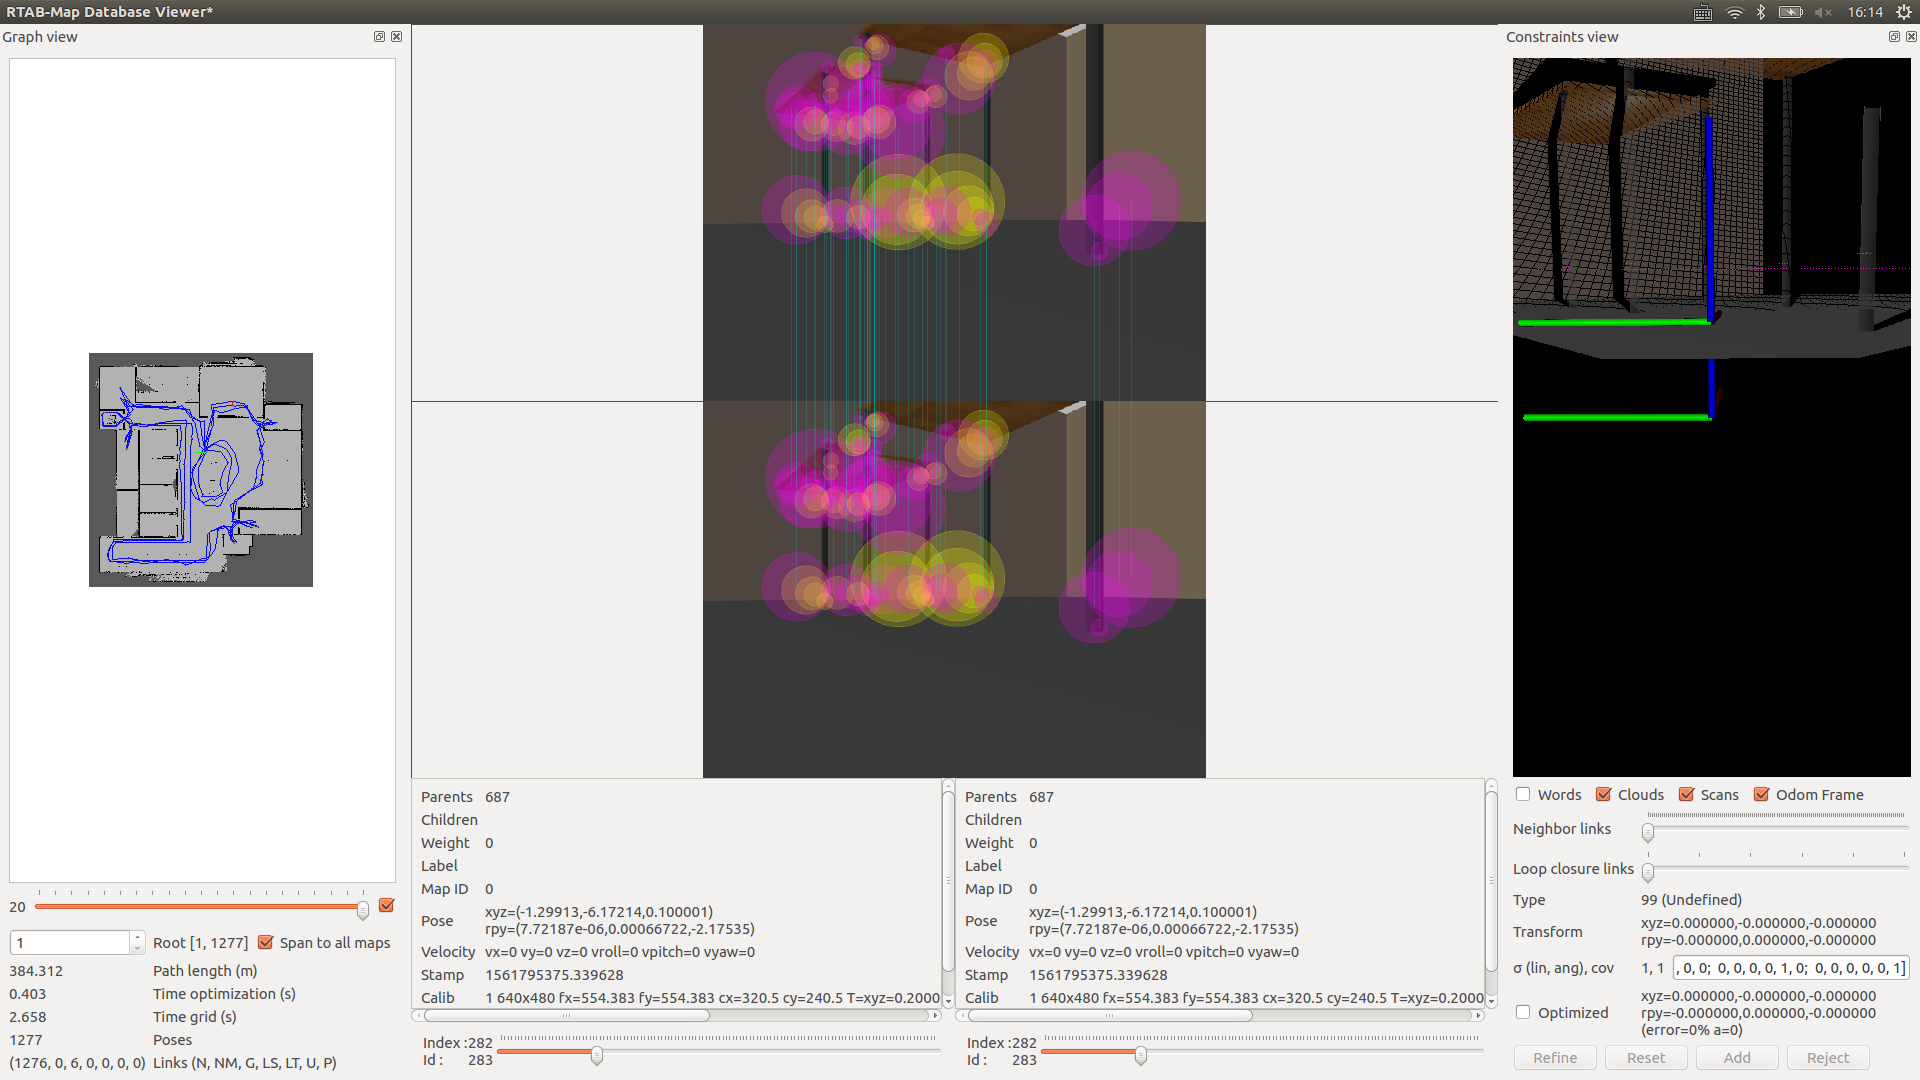 RTAB-Map Database Viewer*
16:14
Graph view
20
1
Root [1, 1277]
Span to all maps
384.312 Path length (m)
0.403 Time optimization (s)
2.658 Time grid (s)
1277 Poses
(1276, 0, 6, 0, 0, 0, 0) Links (N, NM, G, LS, LT, U, P)
Parents 687
Children
Weight 0
Label
Map ID 0
Pose xyz=(-1.29913,-6.17214,0.100001)
rpy=(7.72187e-06,0.00066722,-2.17535)
Velocity vx=0 vy=0 vz=0 vroll=0 vpitch=0 vyaw=0
Stamp 1561795375.339628
Calib 1 640x480 fx=554.383 fy=554.383 cx=320.5 cy=240.5 T=xyz=0.2000
Index :282
Id : 283
Parents 687
Children
Weight 0
Label
Map ID 0
Pose xyz=(-1.29913,-6.17214,0.100001)
rpy=(7.72187e-06,0.00066722,-2.17535)
Velocity vx=0 vy=0 vz=0 vroll=0 vpitch=0 vyaw=0
Stamp 1561795375.339628
Calib 1 640x480 fx=554.383 fy=554.383 cx=320.5 cy=240.5 T=xyz=0.2000
Index :282
Id : 283
Constraints view
Words Clouds Scans Odom Frame
Neighbor links
Loop closure links
Type 99 (Undefined)
Transform xyz=0.000000,-0.000000,-0.000000
rpy=-0.000000,0.000000,-0.000000
σ (lin, ang), cov 1, 1 , 0, 0; 0, 0, 0, 0, 1, 0; 0, 0, 0, 0, 0, 1]
Optimized xyz=0.000000,-0.000000,-0.000000
rpy=-0.000000,0.000000,-0.000000
(error=0% a=0)
Refine Reset Add Reject